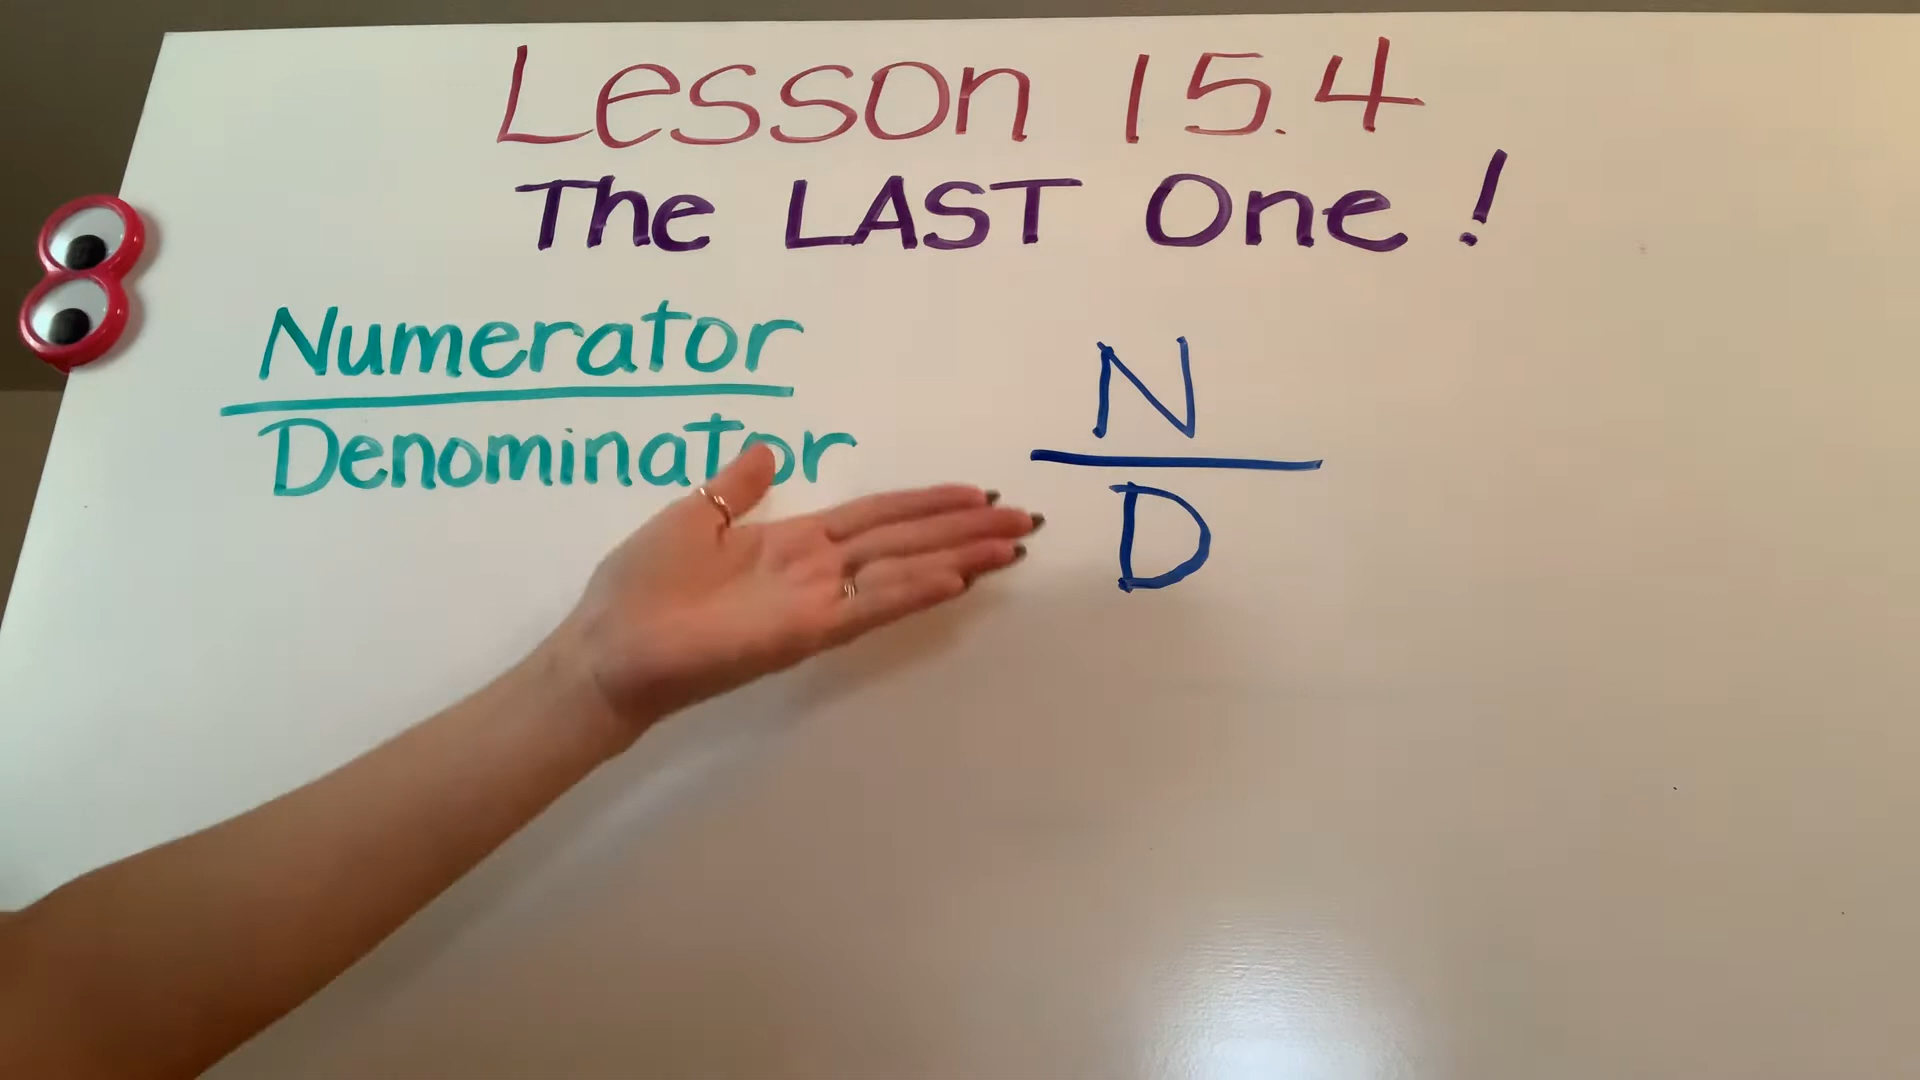 Lesson 15.4
The LAST One!
Numerator
Denominator
N
D